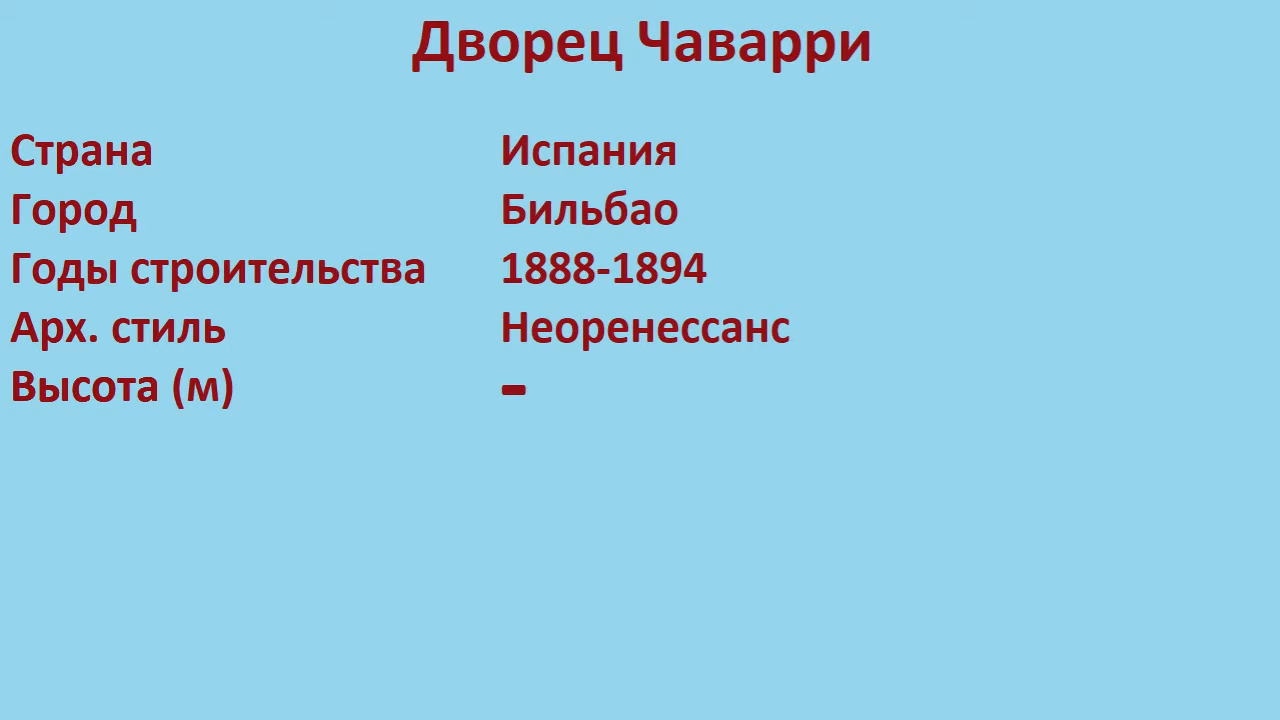 Дворец Чаварри
Страна Испания
Город Бильбао
Годы строительства 1888-1894
Арх. стиль Неоренессанс
Высота (м) -